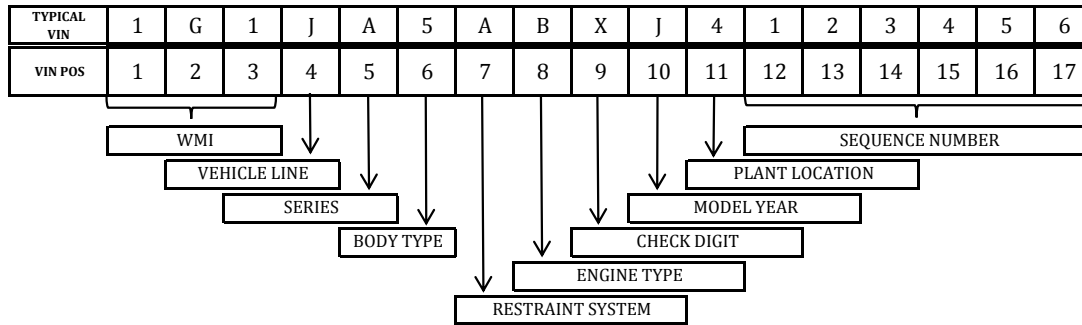 TYPICAL VIN 1 G 1 J A 5 A B X J 4 1 2 3 4 5 6
VIN POS 1 2 3 4 5 6 7 8 9 10 11 12 13 14 15 16 17
WMI SEQUENCE NUMBER
VEHICLE LINE PLANT LOCATION
SERIES MODEL YEAR
BODY TYPE CHECK DIGIT
ENGINE TYPE
RESTRAINT SYSTEM